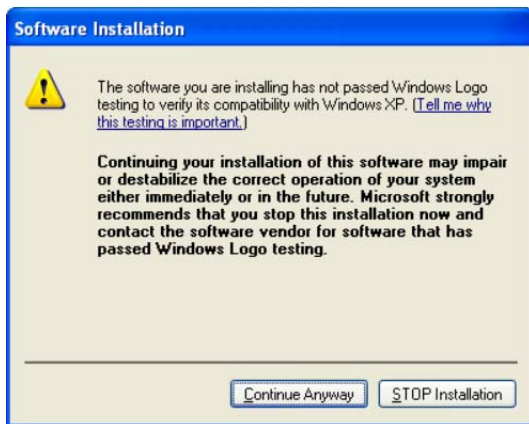 Software Installation
The software you are installing has not passed Windows Logo
testing to verify its compatibility with Windows XP. (Tell me why
this testing is important.)
Continuing your installation of this software may impair
or destabilize the correct operation of your system
either immediately or in the future. Microsoft strongly
recommends that you stop this installation now and
contact the software vendor for software that has
passed Windows Logo testing.
Continue Anyway STOP Installation